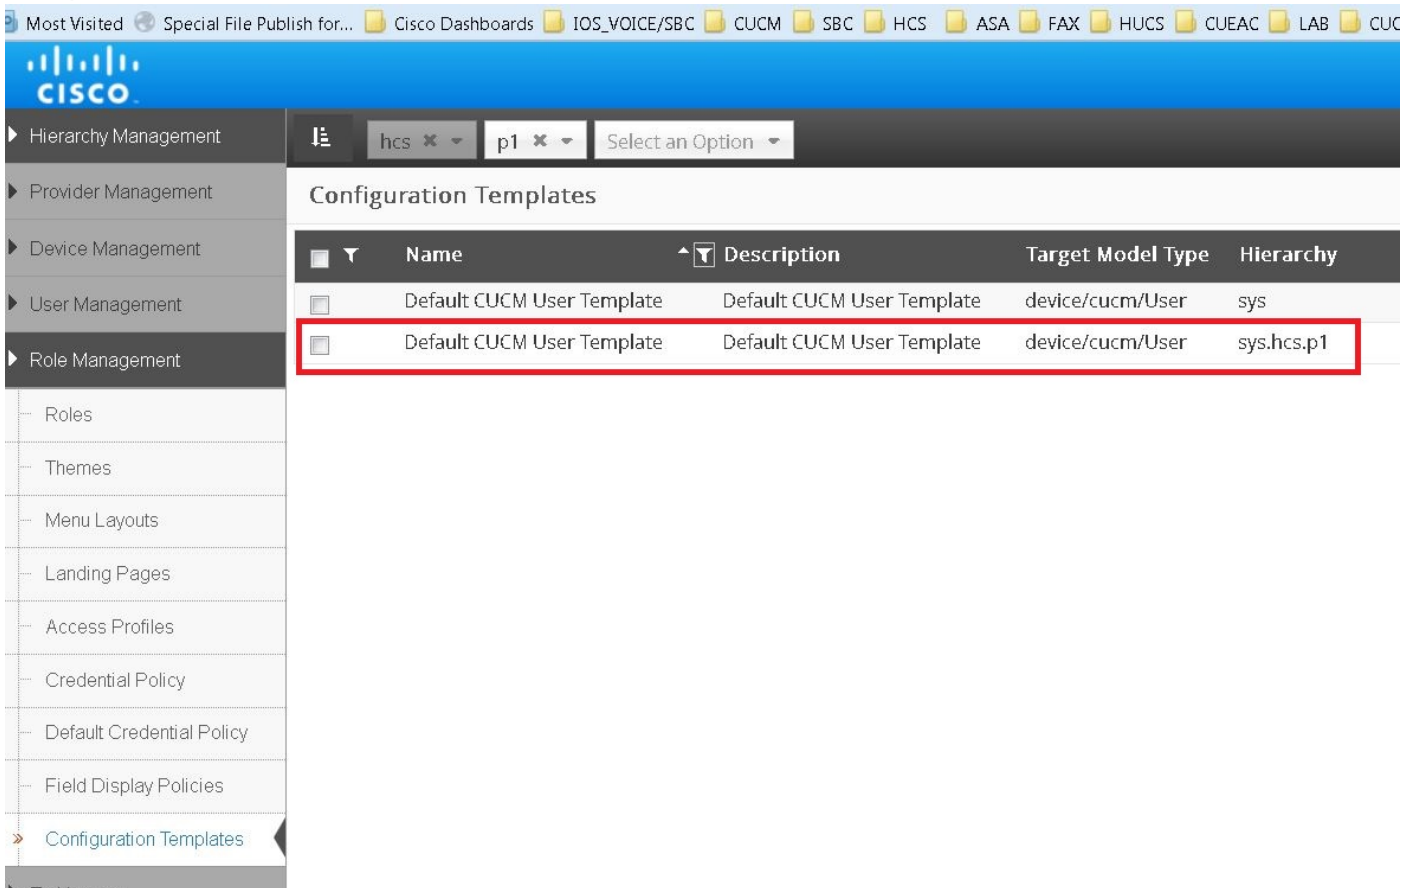 Most Visited Special File Publish for... Cisco Dashboards IOS_VOICE/SBC CUCM SBC HCS ASA FAX HUCS CUEAC LAB CUC
CISCO
Hierarchy Management
hcs p1 Select an Option
Provider Management
Configuration Templates
Device Management
Name Description Target Model Type Hierarchy
User Management
Default CUCM User Template Default CUCM User Template device/cucm/User sys
Role Management
Default CUCM User Template Default CUCM User Template device/cucm/User sys.hcs.p1
Roles
Themes
Menu Layouts
Landing Pages
Access Profiles
Credential Policy
Default Credential Policy
Field Display Policies
Configuration Templates